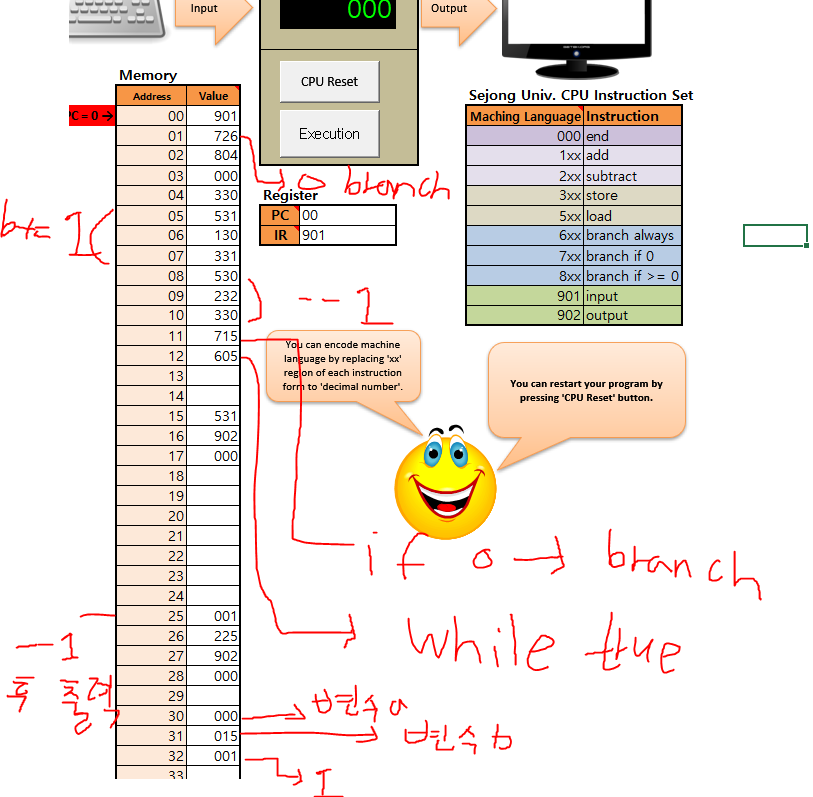 Input
000
Output
CPU Reset
Execution
Memory
Address Value
PC = 0 →
00 901
01 726
02 804
03 000
04 330
05 531
06 130
07 331
08 530
09 232
10 330
11 715
12 605
13
14
15 531
16 902
17 000
18
19
20
21
22
23
24
25 001
26 225
27 902
28 000
29
30 000
31 015
32 001
33
0 branch
Register
PC 00
IR 901
Sejong Univ. CPU Instruction Set
Maching Language Instruction
000 end
1xx add
2xx subtract
3xx store
5xx load
6xx branch always
7xx branch if 0
8xx branch if >= 0
901 input
902 output
b+= I
--1
You can encode machine
language by replacing 'xx'
region of each instruction
form to 'decimal number'.
You can restart your program by
pressing 'CPU Reset' button.
if 0 → branch
while true
-1
후 출력
변수 a
변수 b
I